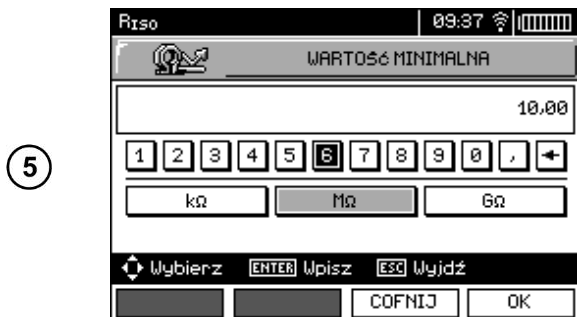 RISO 09:37
WARTOŚĆ MINIMALNA
10,00
5
1 2 3 4 5 6 7 8 9 0 ,
kΩ MΩ GΩ
Wybierz ENTER Wpisz ESC Wyjdź
COFNIJ OK